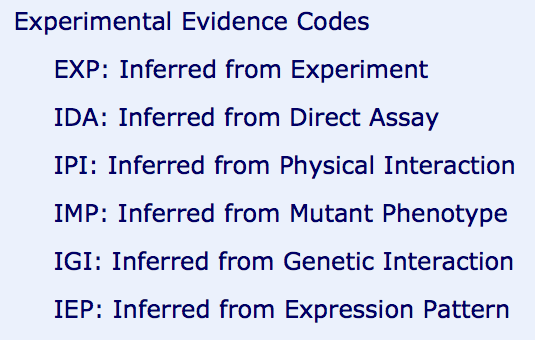 Experimental Evidence Codes
EXP: Inferred from Experiment
IDA: Inferred from Direct Assay
IPI: Inferred from Physical Interaction
IMP: Inferred from Mutant Phenotype
IGI: Inferred from Genetic Interaction
IEP: Inferred from Expression Pattern